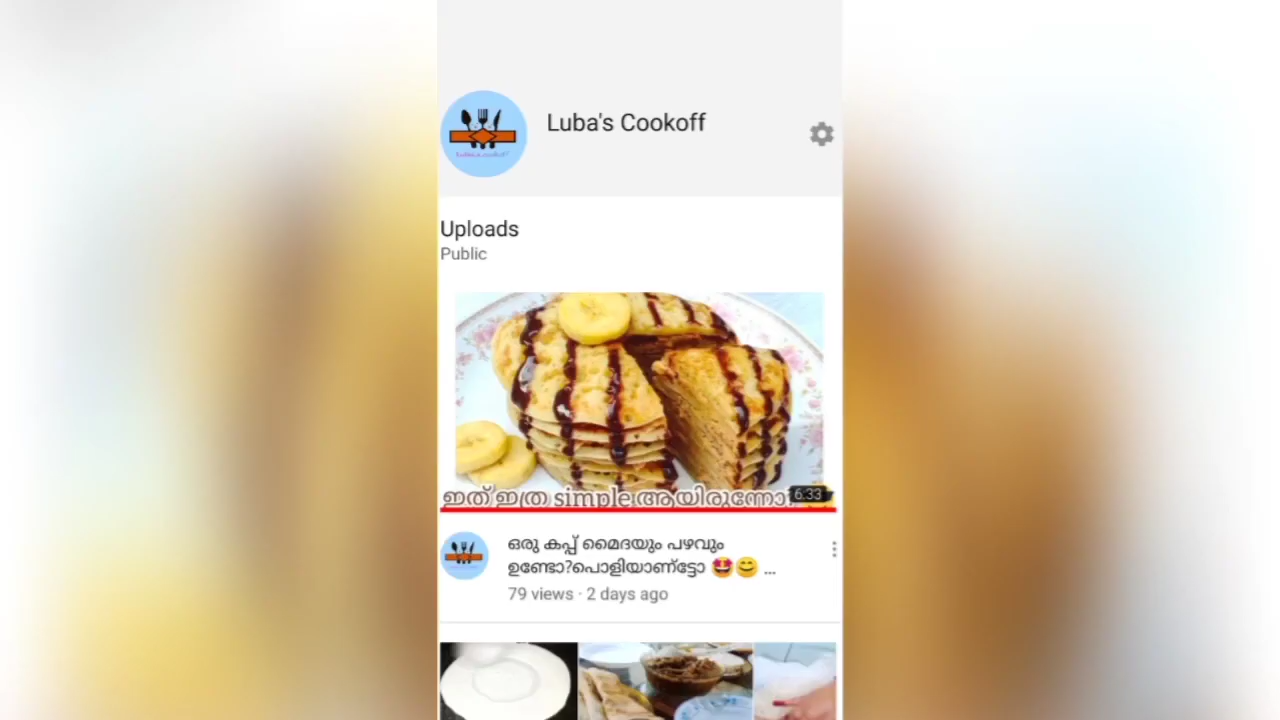 Luba's Cookoff
Uploads
Public
ഇത് ഇത്ര simple ആയിരുന്നോ?
6:33
ഒരു കപ്പ് മൈദയും പഴവും
ഉണ്ടോ?പൊളിയാണ്ട്ടോ 🤩😊 ...
79 views · 2 days ago